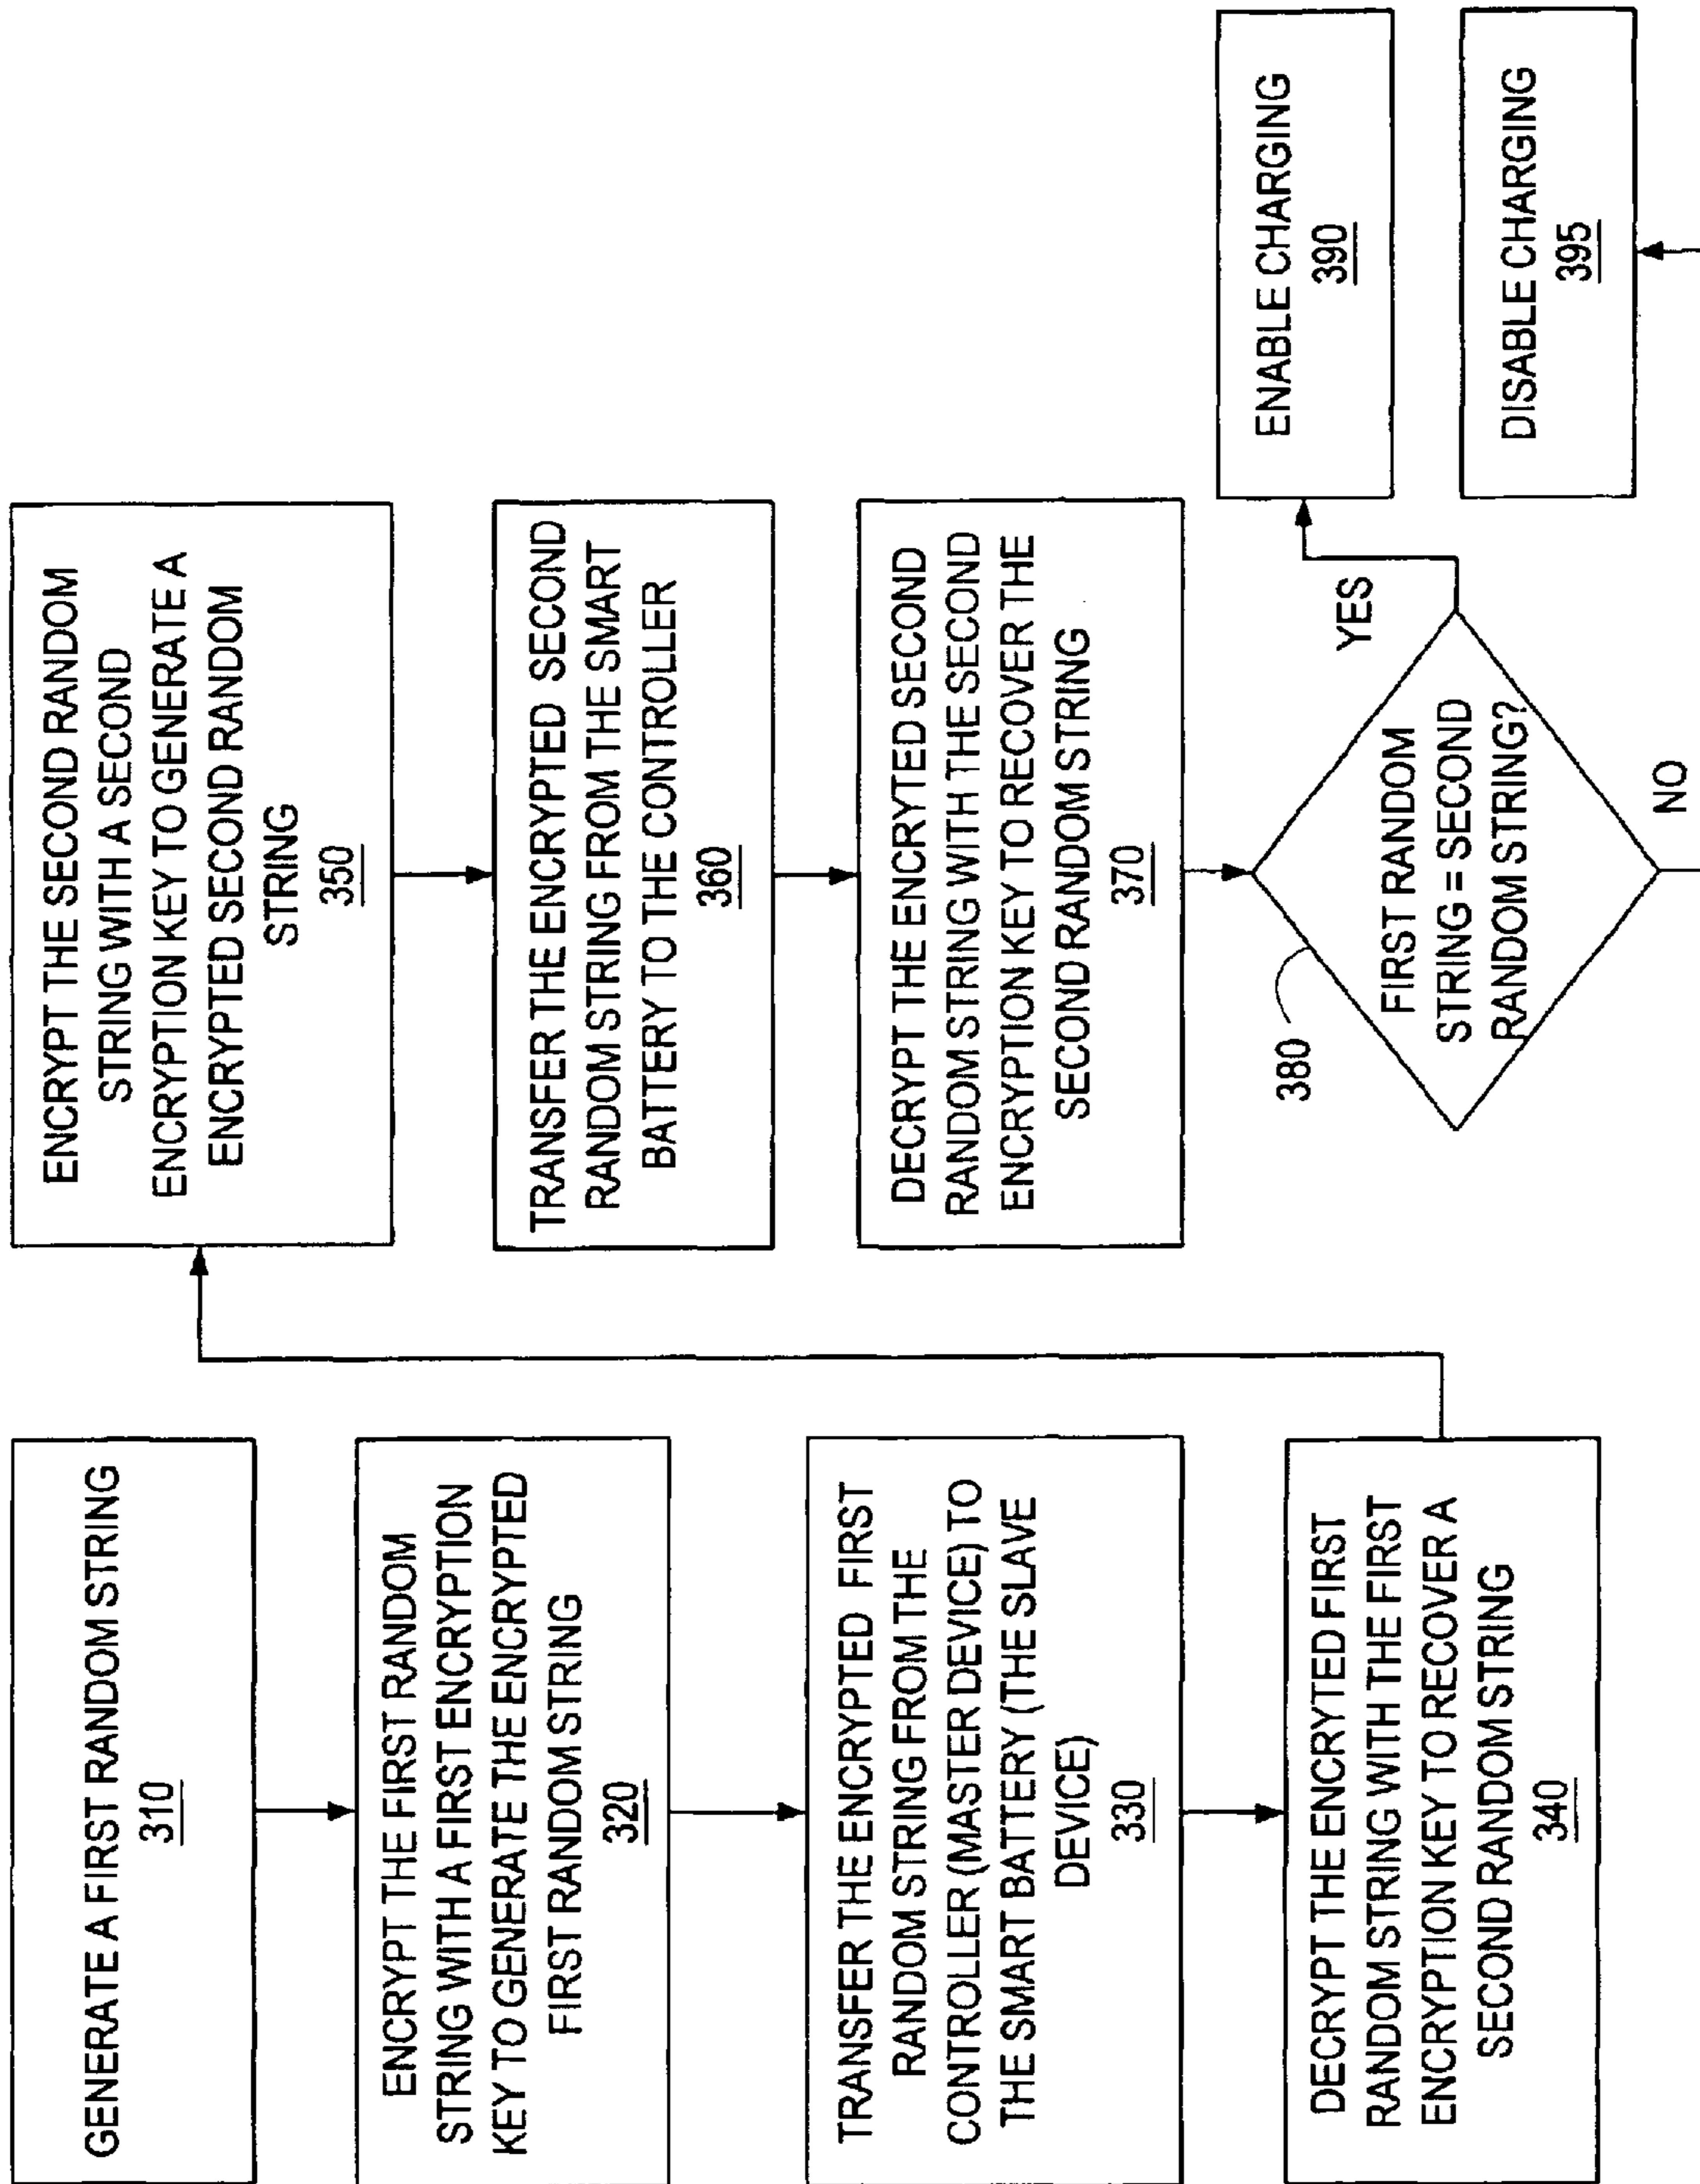 GENERATE A FIRST RANDOM STRING
310
ENCRYPT THE FIRST RANDOM
STRING WITH A FIRST ENCRYPTION
KEY TO GENERATE THE ENCRYPTED
FIRST RANDOM STRING
320
TRANSFER THE ENCRYPTED FIRST
RANDOM STRING FROM THE
CONTROLLER (MASTER DEVICE) TO
THE SMART BATTERY (THE SLAVE
DEVICE)
330
DECRYPT THE ENCRYTED FIRST
RANDOM STRING WITH THE FIRST
ENCRYPTION KEY TO RECOVER A
SECOND RANDOM STRING
340
ENCRYPT THE SECOND RANDOM
STRING WITH A SECOND
ENCRYPTION KEY TO GENERATE A
ENCRYPTED SECOND RANDOM
STRING
350
TRANSFER THE ENCRYPTED SECOND
RANDOM STRING FROM THE SMART
BATTERY TO THE CONTROLLER
360
DECRYPT THE ENCRYTED SECOND
RANDOM STRING WITH THE SECOND
ENCRYPTION KEY TO RECOVER THE
SECOND RANDOM STRING
370
380
FIRST RANDOM
STRING = SECOND
RANDOM STRING?
YES
NO
ENABLE CHARGING
390
DISABLE CHARGING
395